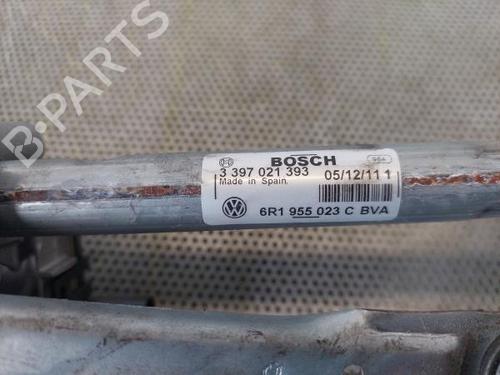 B-PARTS
BOSCH
3 397 021 393 05/12/11 1
Made in Spain.
6R1 955 023 C BVA